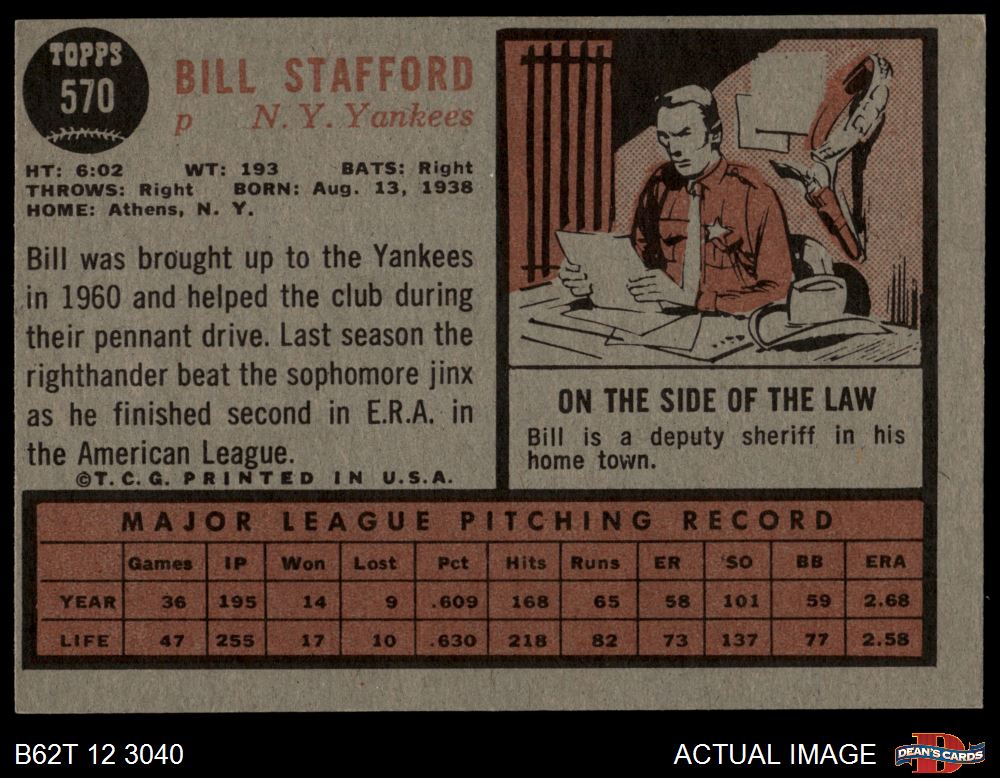 TOPPS
570
BILL STAFFORD
p N. Y. Yankees
HT: 6:02 WT: 193 BATS: Right
THROWS: Right BORN: Aug. 13, 1938
HOME: Athens, N. Y.
Bill was brought up to the Yankees
in 1960 and helped the club during
their pennant drive. Last season the
righthander beat the sophomore jinx
as he finished second in E.R.A. in
the American League.
©T. C. G. PRINTED IN U.S.A.
ON THE SIDE OF THE LAW
Bill is a deputy sheriff in his
home town.
MAJOR LEAGUE PITCHING RECORD
Games IP Won Lost Pct Hits Runs ER SO BB ERA
YEAR 36 195 14 9 .609 168 65 58 101 59 2.68
LIFE 47 255 17 10 .630 218 82 73 137 77 2.58
B62T 12 3040
ACTUAL IMAGE
D
DEAN'S CARDS